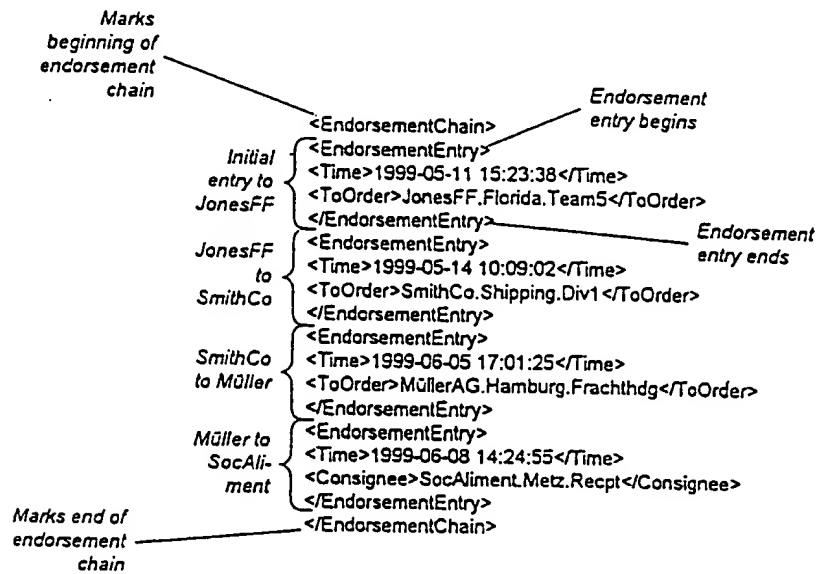 Marks
beginning of
endorsement
chain
Endorsement
entry begins
<EndorsementChain>
<EndorsementEntry>
<Time>1999-05-11 15:23:38</Time>
<ToOrder>JonesFF.Florida.Team5</ToOrder>
</EndorsementEntry>
Initial
entry to
JonesFF
Endorsement
entry ends
<EndorsementEntry>
<Time>1999-05-14 10:09:02</Time>
<ToOrder>SmithCo.Shipping.Div1</ToOrder>
</EndorsementEntry>
JonesFF
to
SmithCo
<EndorsementEntry>
<Time>1999-06-05 17:01:25</Time>
<ToOrder>MüllerAG.Hamburg.Frachthdg</ToOrder>
</EndorsementEntry>
SmithCo
to Müller
<EndorsementEntry>
<Time>1999-06-08 14:24:55</Time>
<Consignee>SocAliment.Metz.Recpt</Consignee>
</EndorsementEntry>
Müller to
SocAli-
ment
</EndorsementChain>
Marks end of
endorsement
chain